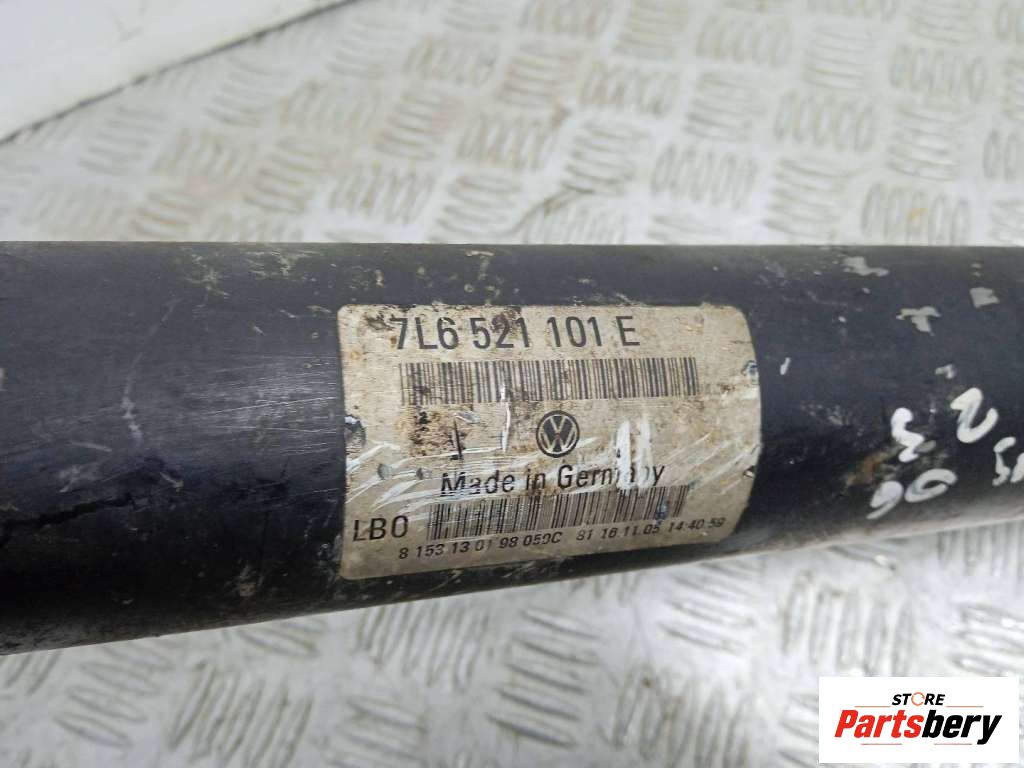 7L6 521 101 E
Made in Germany
LBO
8 153 13 01 98 059C 81 16.11.05 14:40:59
STORE
Partsbery